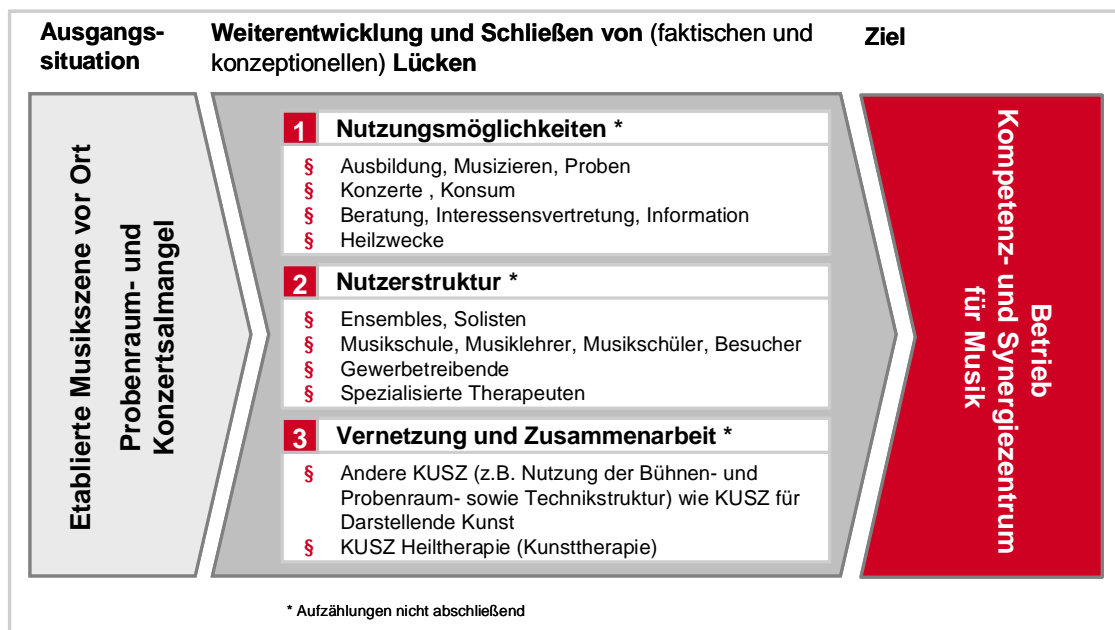 Ausgangs-
situation
Weiterentwicklung und Schließen von (faktischen und
konzeptionellen) Lücken
Ziel
Etablierte Musikszene vor Ort
Probenraum- und
Konzertsalmangel
1 Nutzungsmöglichkeiten *
§ Ausbildung, Musizieren, Proben
§ Konzerte , Konsum
§ Beratung, Interessensvertretung, Information
§ Heilzwecke
2 Nutzerstruktur *
§ Ensembles, Solisten
§ Musikschule, Musiklehrer, Musikschüler, Besucher
§ Gewerbetreibende
§ Spezialisierte Therapeuten
3 Vernetzung und Zusammenarbeit *
§ Andere KUSZ (z.B. Nutzung der Bühnen- und
Probenraum- sowie Technikstruktur) wie KUSZ für
Darstellende Kunst
§ KUSZ Heiltherapie (Kunsttherapie)
Betrieb
Kompetenz- und Synergiezentrum
für Musik
* Aufzählungen nicht abschließend